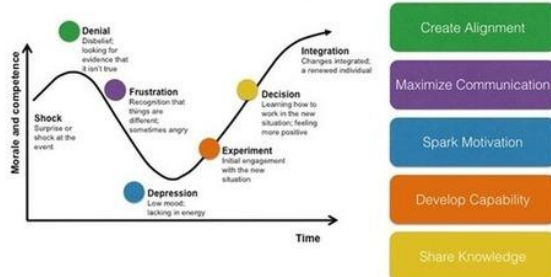 Denial
Disbelief;
looking for
evidence that
it isn't true
Frustration
Recognition that
things are
different;
sometimes angry
Shock
Surprise or
shock at the
event
Depression
Low mood;
lacking in energy
Experiment
Initial engagement
with the new
situation
Decision
Learning how to
work in the new
situation; feeling
more positive
Integration
Changes integrated;
a renewed individual
Morale and competence
Time
Create Alignment
Maximize Communication
Spark Motivation
Develop Capability
Share Knowledge